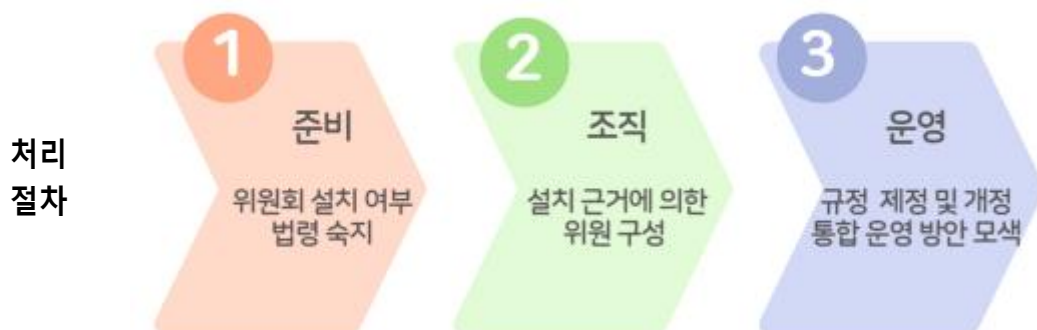 처리
절차
1
준비
위원회 설치 여부
법령 숙지
2
조직
설치 근거에 의한
위원 구성
3
운영
규정 제정 및 개정
통합 운영 방안 모색